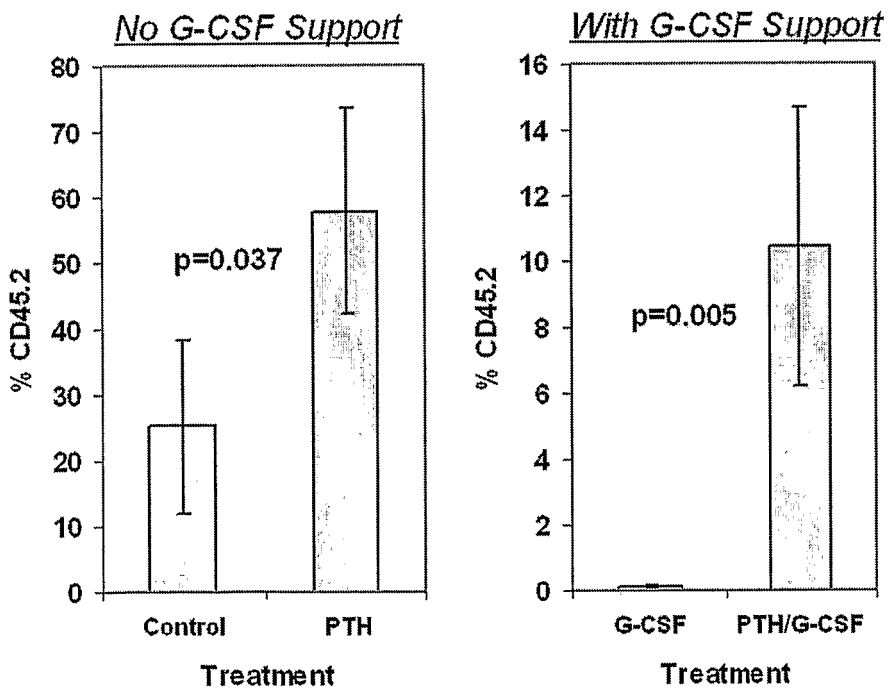 No G-CSF Support
80
70
60
50
40
30
20
10
0
% CD45.2
p=0.037
Control PTH
Treatment
With G-CSF Support
16
14
12
10
8
6
4
2
0
% CD45.2
p=0.005
G-CSF PTH/G-CSF
Treatment